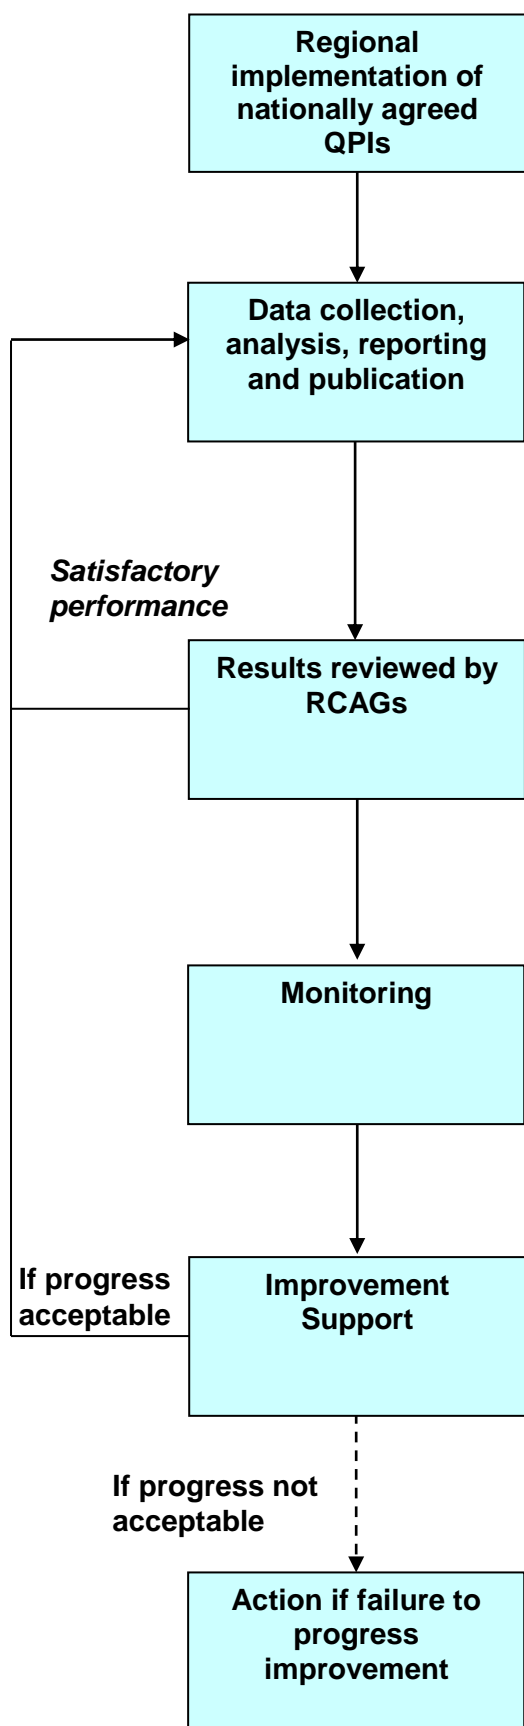 Regional
implementation of
nationally agreed
QPIs
Data collection,
analysis, reporting
and publication
Satisfactory
performance
Results reviewed by
RCAGs
Monitoring
If progress
acceptable
Improvement
Support
If progress not
acceptable
Action if failure to
progress
improvement